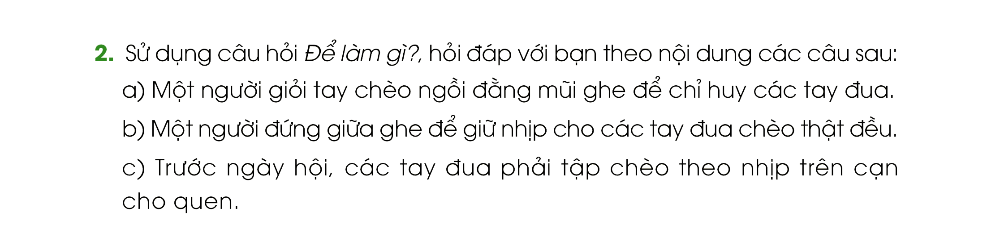 2. Sử dụng câu hỏi Để làm gì?, hỏi đáp với bạn theo nội dung các câu sau:
a) Một người giỏi tay chèo ngồi đằng mũi ghe để chỉ huy các tay đua.
b) Một người đứng giữa ghe để giữ nhịp cho các tay đua chèo thật đều.
c) Trước ngày hội, các tay đua phải tập chèo theo nhịp trên cạn
cho quen.